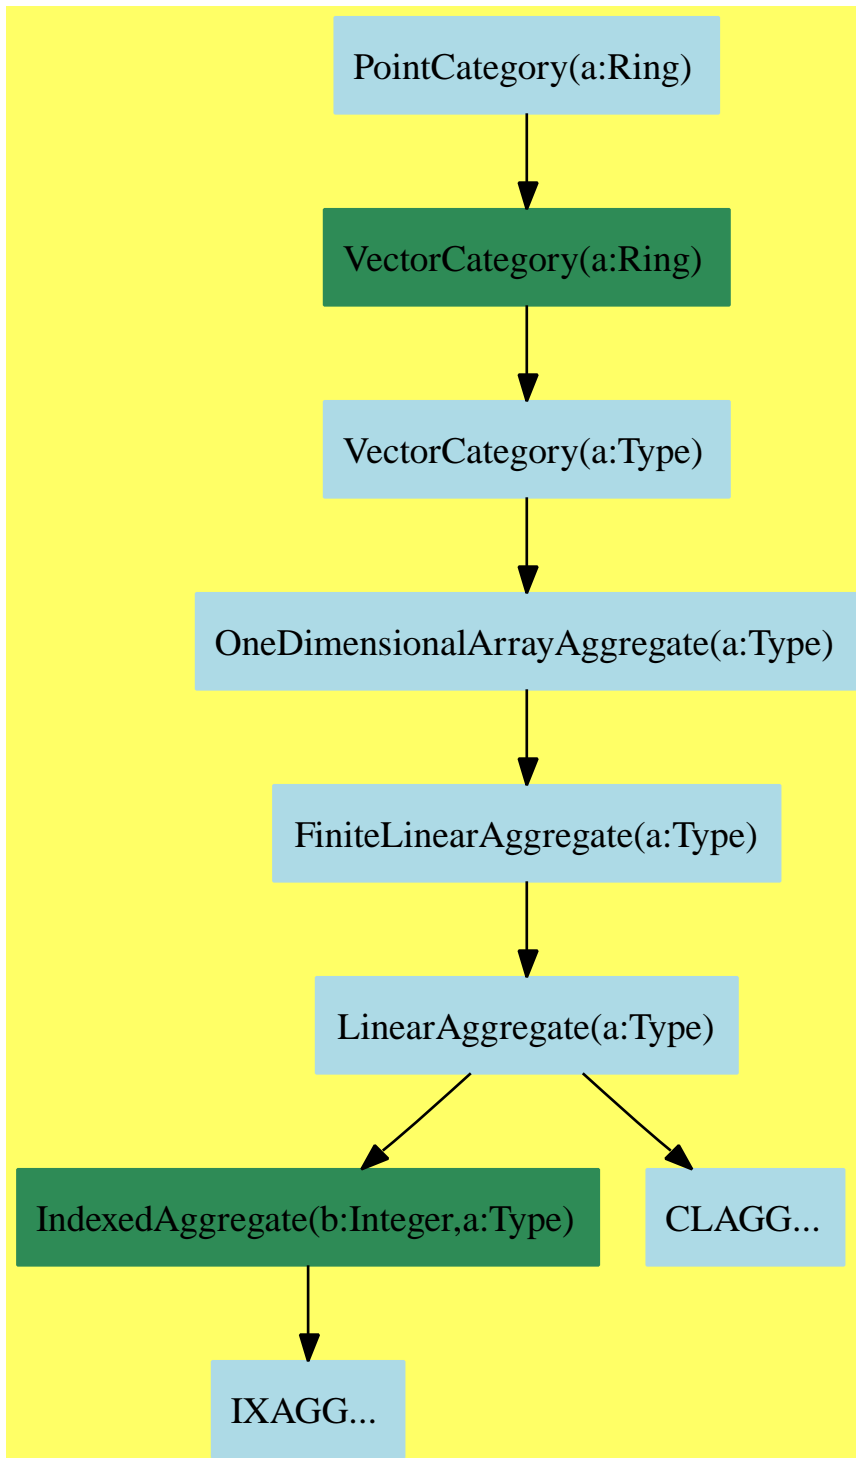 PointCategory(a:Ring)
VectorCategory(a:Ring)
VectorCategory(a:Type)
OneDimensionalArrayAggregate(a:Type)
FiniteLinearAggregate(a:Type)
LinearAggregate(a:Type)
IndexedAggregate(b:Integer,a:Type)
CLAGG...
IXAGG...